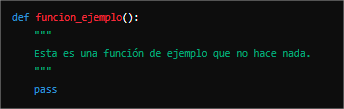 def funcion_ejemplo():
    """
    Esta es una función de ejemplo que no hace nada.
    """
    pass